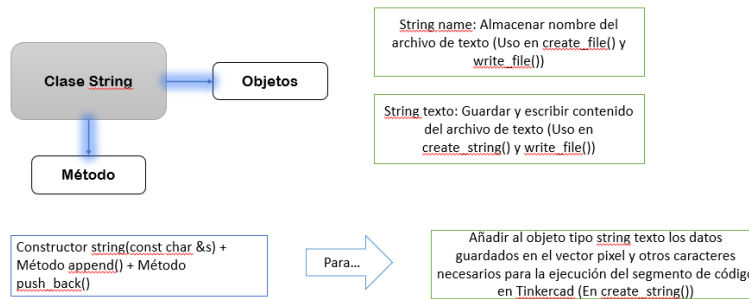 String name: Almacenar nombre del
archivo de texto (Uso en create_file() y
write_file())
Clase String
Objetos
String texto: Guardar y escribir contenido
del archivo de texto (Uso en
create_string() y write_file())
Método
Constructor string(const char &s) +
Método append() + Método
push_back()
Para...
Añadir al objeto tipo string texto los datos
guardados en el vector pixel y otros caracteres
necesarios para la ejecución del segmento de código
en Tinkercad (En create_string())